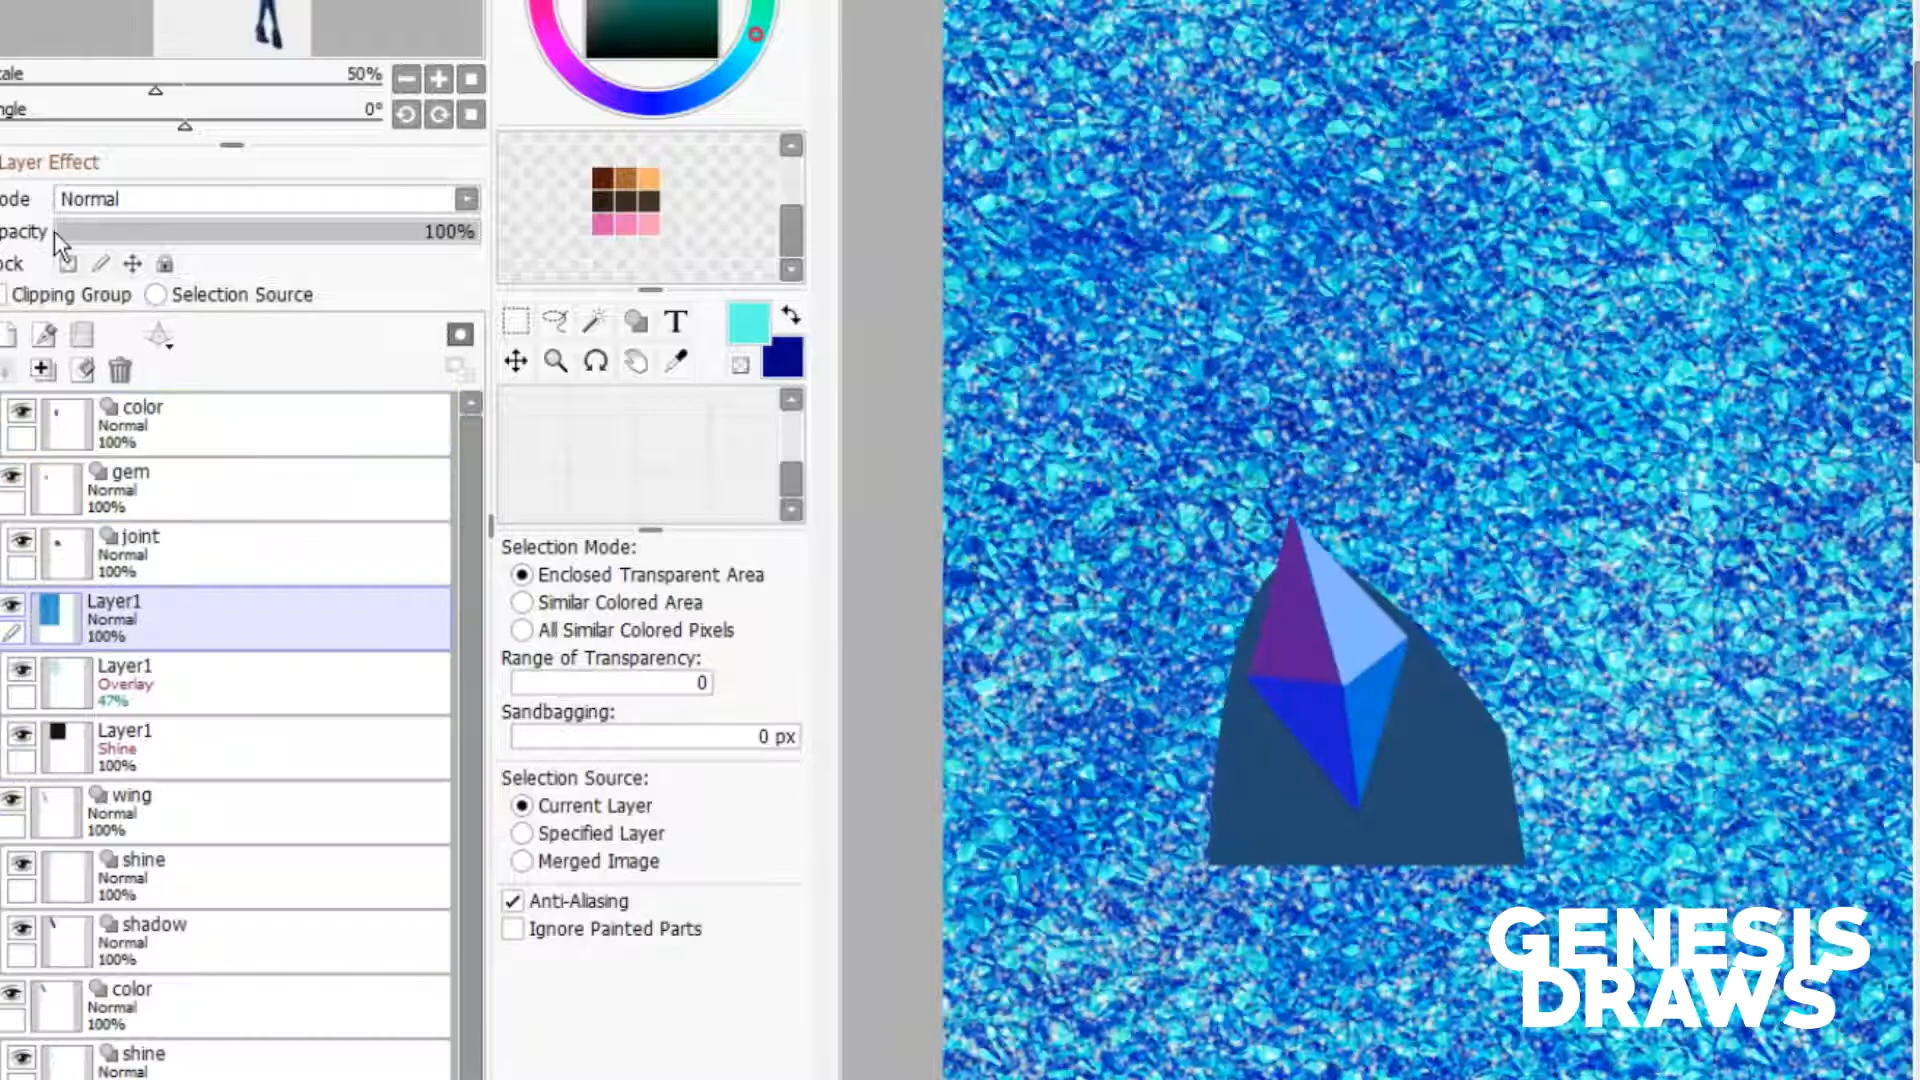 ale 50%
ngle 0°
Layer Effect
ode Normal
pacity 100%
ock
Clipping Group Selection Source
color
Normal
100%
gem
Normal
100%
joint
Normal
100%
Layer1
Normal
100%
Layer1
Overlay
47%
Layer1
Shine
100%
wing
Normal
100%
shine
Normal
100%
shadow
Normal
100%
color
Normal
100%
shine
Normal
T
Selection Mode:
Enclosed Transparent Area
Similar Colored Area
All Similar Colored Pixels
Range of Transparency:
0
Sandbagging:
0 px
Selection Source:
Current Layer
Specified Layer
Merged Image
Anti-Aliasing
Ignore Painted Parts
GENESIS
DRAWS